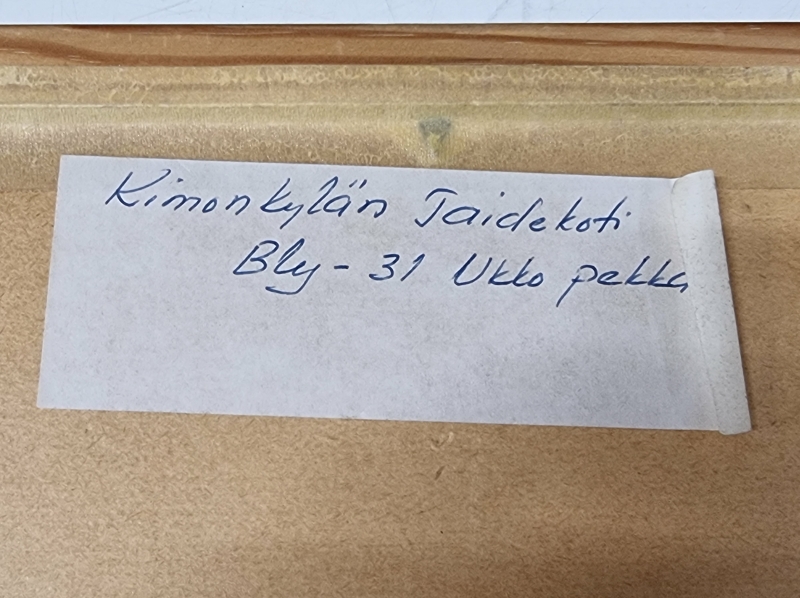 Kimonkylän Taidekoti
Bly - 31 Ukko pekka